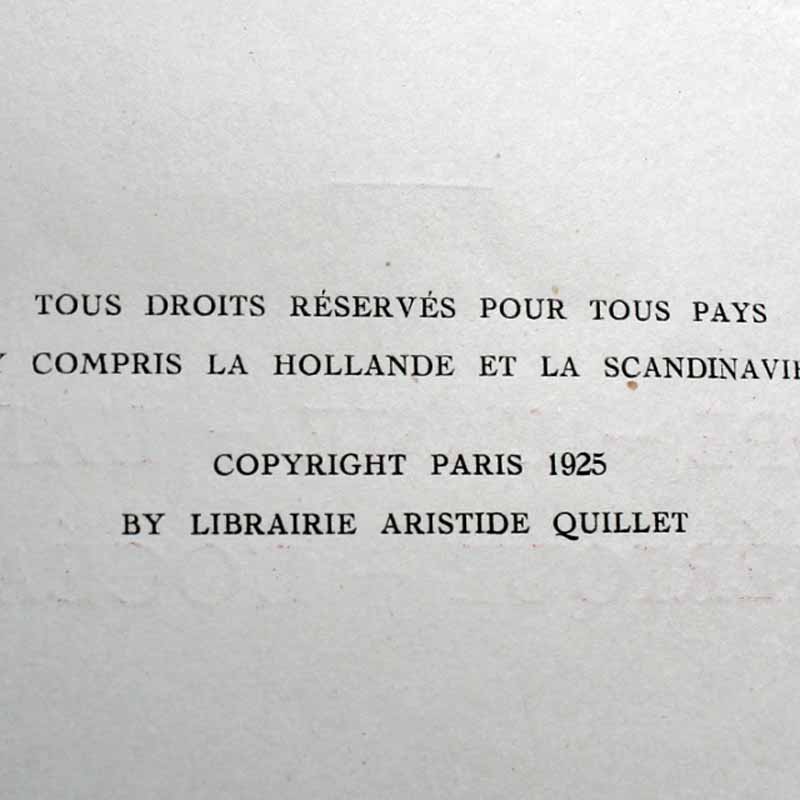 TOUS DROITS RÉSERVÉS POUR TOUS PAYS
Y COMPRIS LA HOLLANDE ET LA SCANDINAVIE
COPYRIGHT PARIS 1925
BY LIBRAIRIE ARISTIDE QUILLET